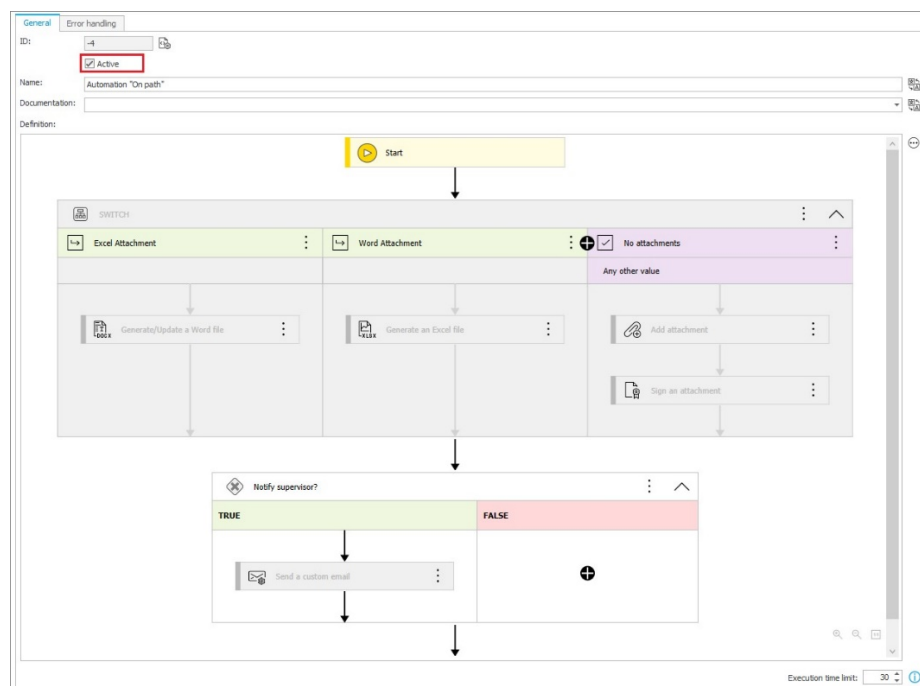 General Error handling
ID: -4
Active
Name: Automation "On path"
Documentation:
Definition:
Start
SWITCH
Excel Attachment Word Attachment No attachments
Any other value
Generate/Update a Word file Generate an Excel file Add attachment
Sign an attachment
Notify supervisor?
TRUE FALSE
Send a custom email
Execution time limit: 30